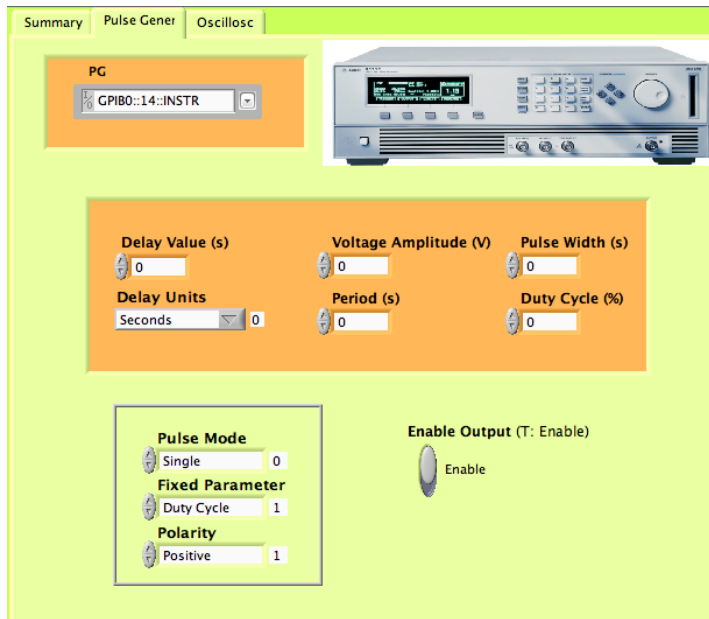 Summary
Pulse Gener
Oscillosc
PG
I/O GPIB0::14::INSTR
Delay Value (s)
Voltage Amplitude (V)
Pulse Width (s)
0
0
0
Delay Units
Period (s)
Duty Cycle (%)
Seconds 0
0
0
Pulse Mode
Single 0
Fixed Parameter
Duty Cycle 1
Polarity
Positive 1
Enable Output (T: Enable)
Enable